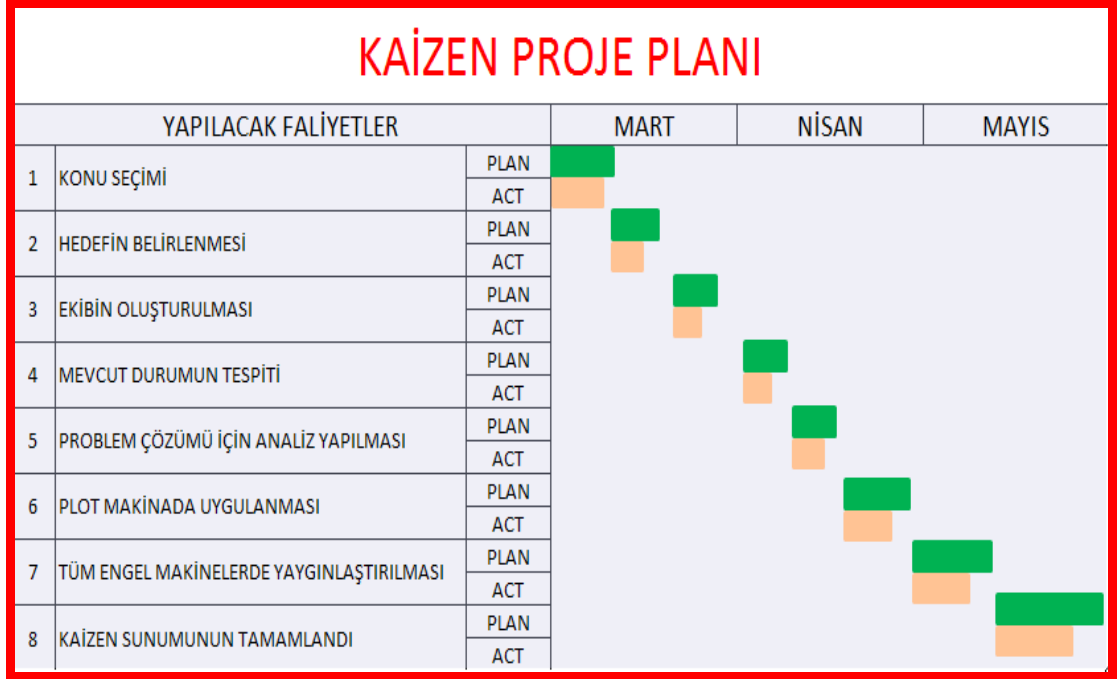 KAİZEN PROJE PLANI
YAPILACAK FALİYETLER MART NİSAN MAYIS
1 KONU SEÇİMİ PLAN
ACT
2 HEDEFİN BELİRLENMESİ PLAN
ACT
3 EKİBİN OLUŞTURULMASI PLAN
ACT
4 MEVCUT DURUMUN TESPİTİ PLAN
ACT
5 PROBLEM ÇÖZÜMÜ İÇİN ANALİZ YAPILMASI PLAN
ACT
6 PLOT MAKİNADA UYGULANMASI PLAN
ACT
7 TÜM ENGEL MAKİNELERDE YAYGINLAŞTIRILMASI PLAN
ACT
8 KAİZEN SUNUMUNUN TAMAMLANDI PLAN
ACT